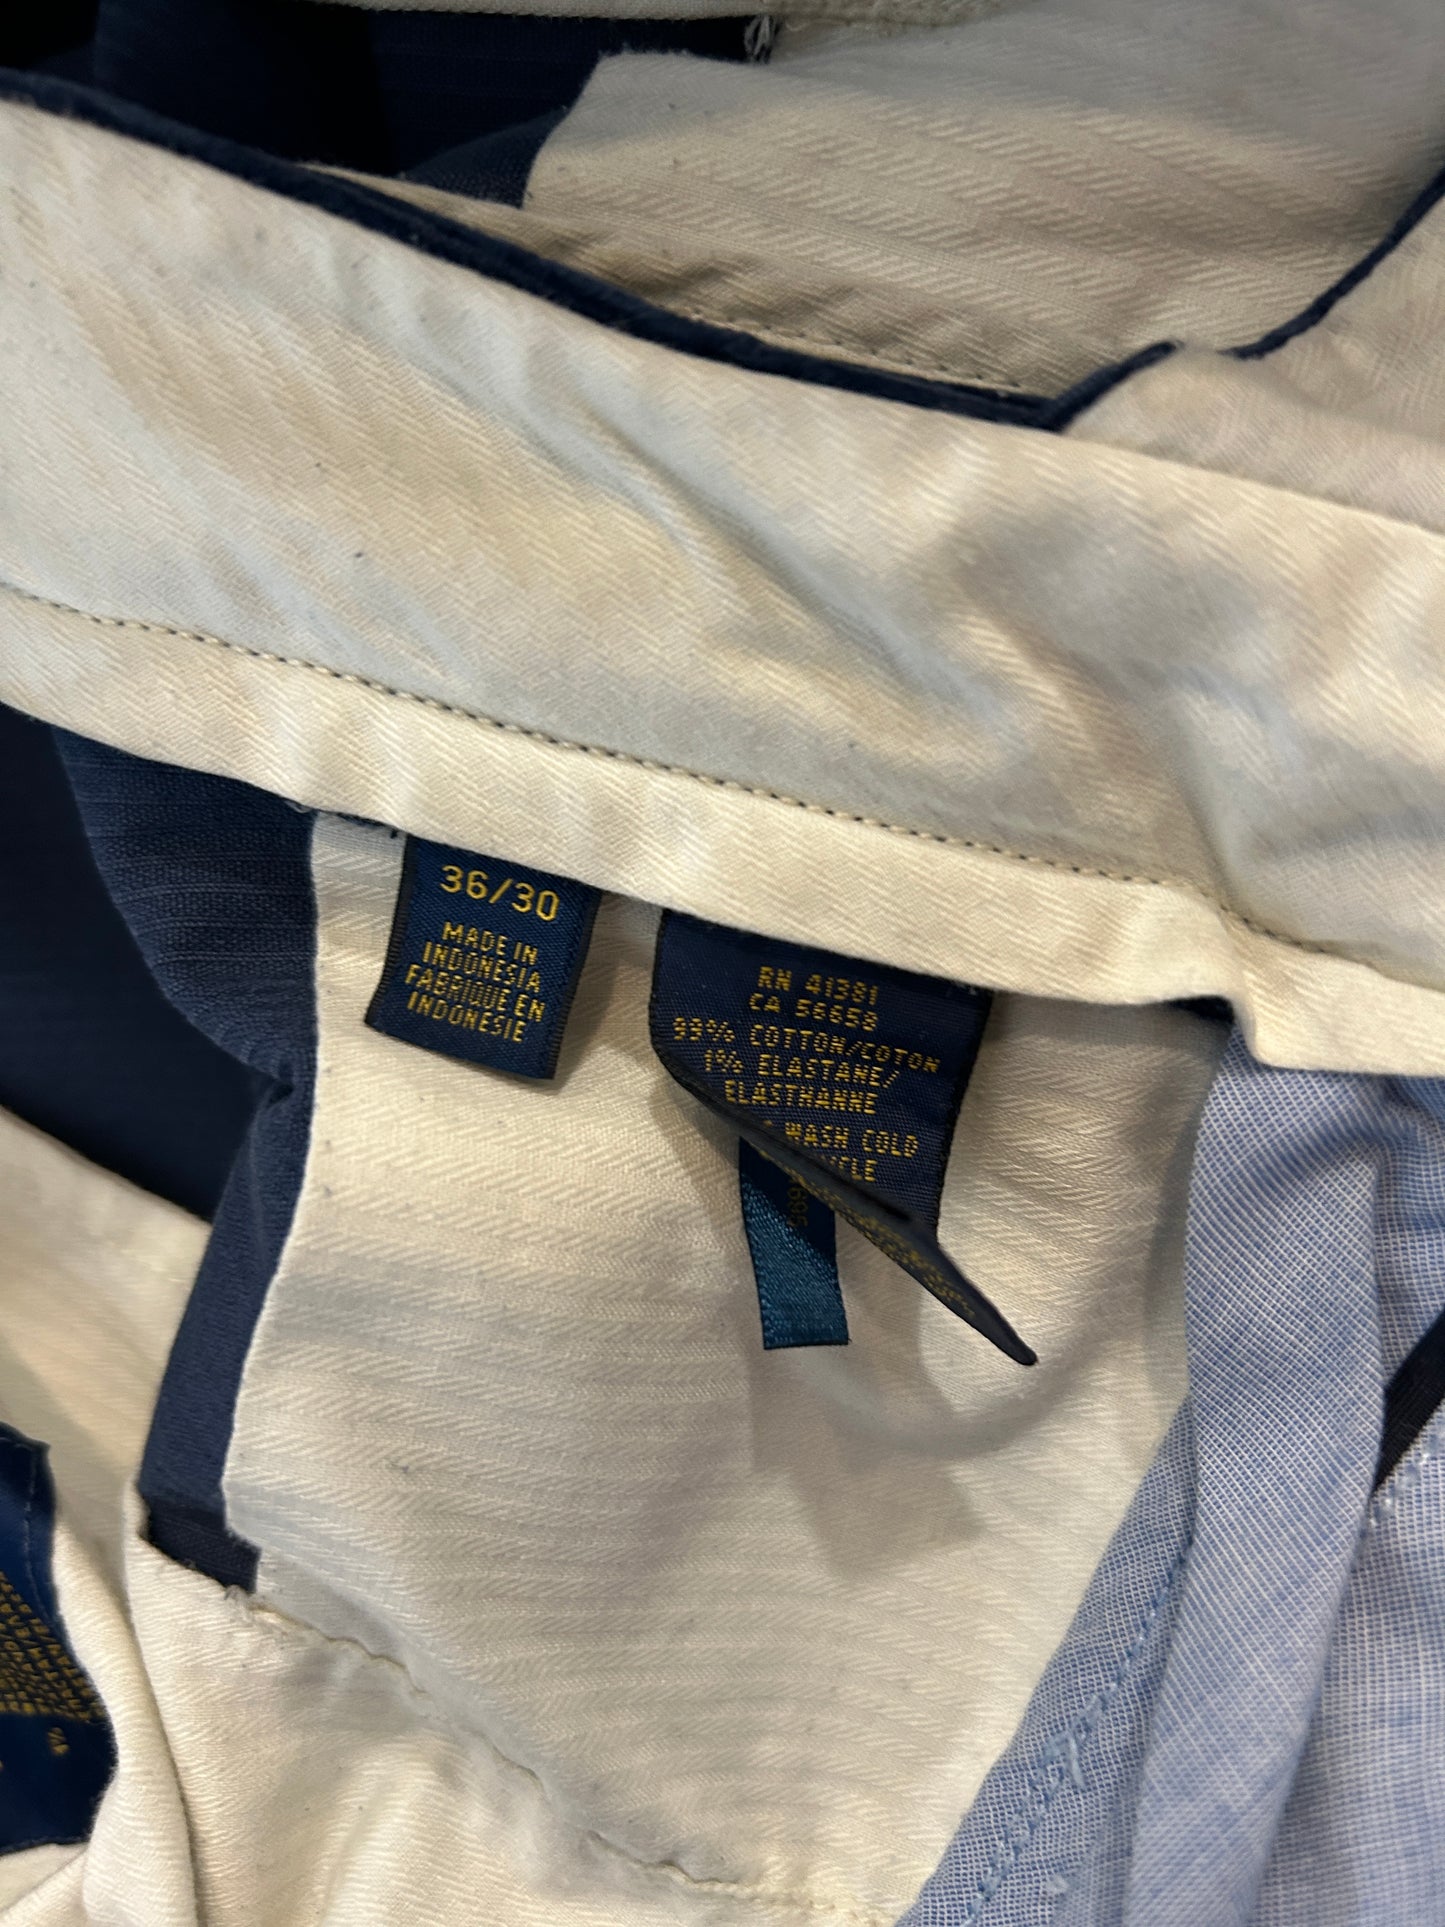 36/30
MADE IN
INDONESIA
FABRIQUE EN
INDONESIE
RN 41391
CA 56658
99% COTTON/COTON
1% ELASTANE/
ELASTHANNE
WASH COLD